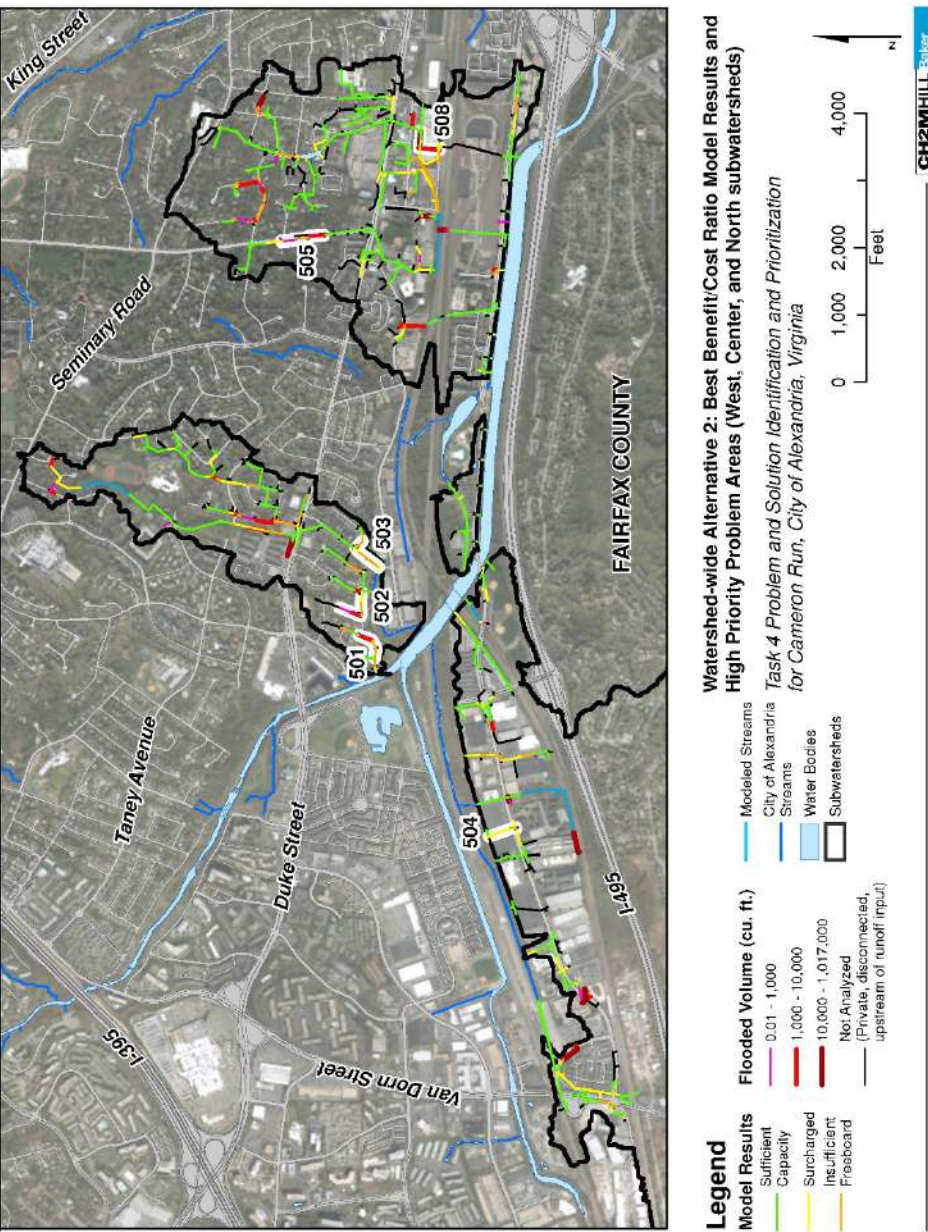 King Street
Seminary Road
505
508
Taney Avenue
503
502
501
Duke Street
504
I-395
Van Dorn Street
I-495
FAIRFAX COUNTY
Legend
Model Results
Sufficient
Capacity
Surcharged
Insufficient
Freeboard
Flooded Volume (cu. ft.)
0.01 - 1,000
1,000 - 10,000
10,000 - 1,017,000
Not Analyzed
(Private, disconnected,
upstream of runoff input)
Modeled Streams
City of Alexandria
Streams
Water Bodies
Subwatersheds
Watershed-wide Alternative 2: Best Benefit/Cost Ratio Model Results and
High Priority Problem Areas (West, Center, and North subwatersheds)
Task 4 Problem and Solution Identification and Prioritization
for Cameron Run, City of Alexandria, Virginia
0 1,000 2,000 4,000
Feet
N
CH2MHILL Baker